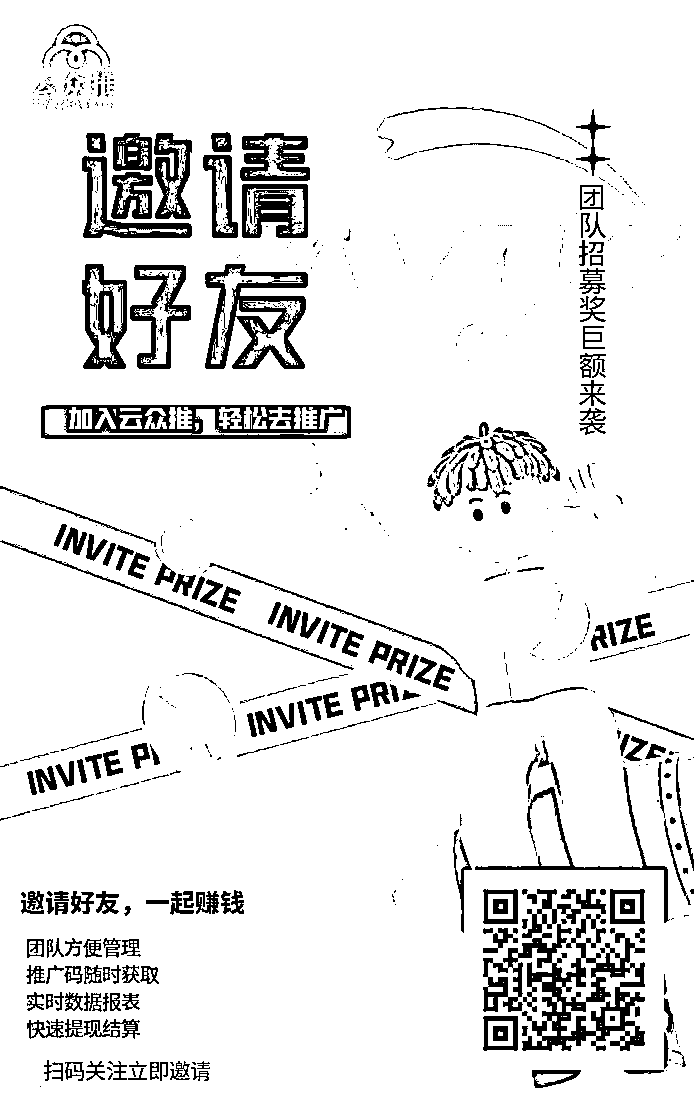 云众推
邀请
好友
团队招募奖巨额来袭
加入云众推，轻松去推广
INVITE PRIZE INVITE PRIZE
RIZE
INVITE PRI
INVITE P
IZE
邀请好友，一起赚钱
团队方便管理
推广码随时获取
实时数据报表
快速提现结算
扫码关注立即邀请